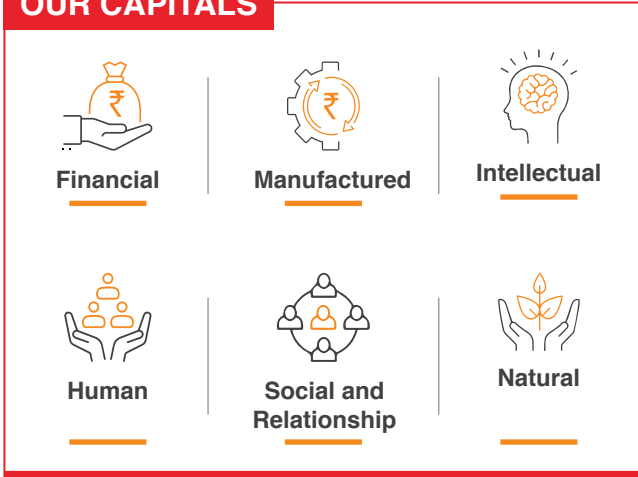 OUR CAPITALS
₹
₹
Financial
Manufactured
Intellectual
Human
Social and
Relationship
Natural